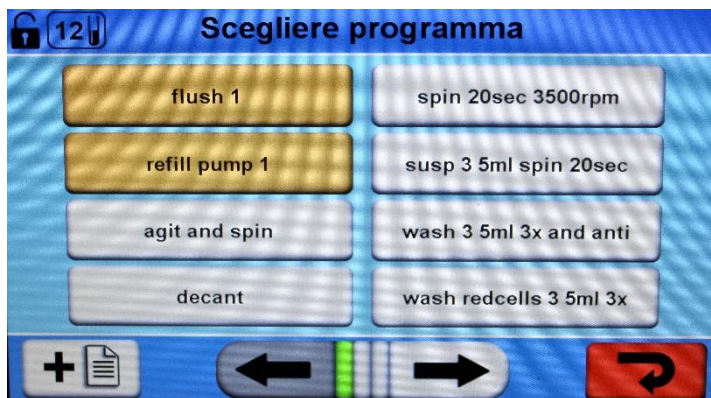 12
Scegliere programma
flush 1
spin 20sec 3500rpm
refill pump 1
susp 3 5ml spin 20sec
agit and spin
wash 3 5ml 3x and anti
decant
wash redcells 3 5ml 3x